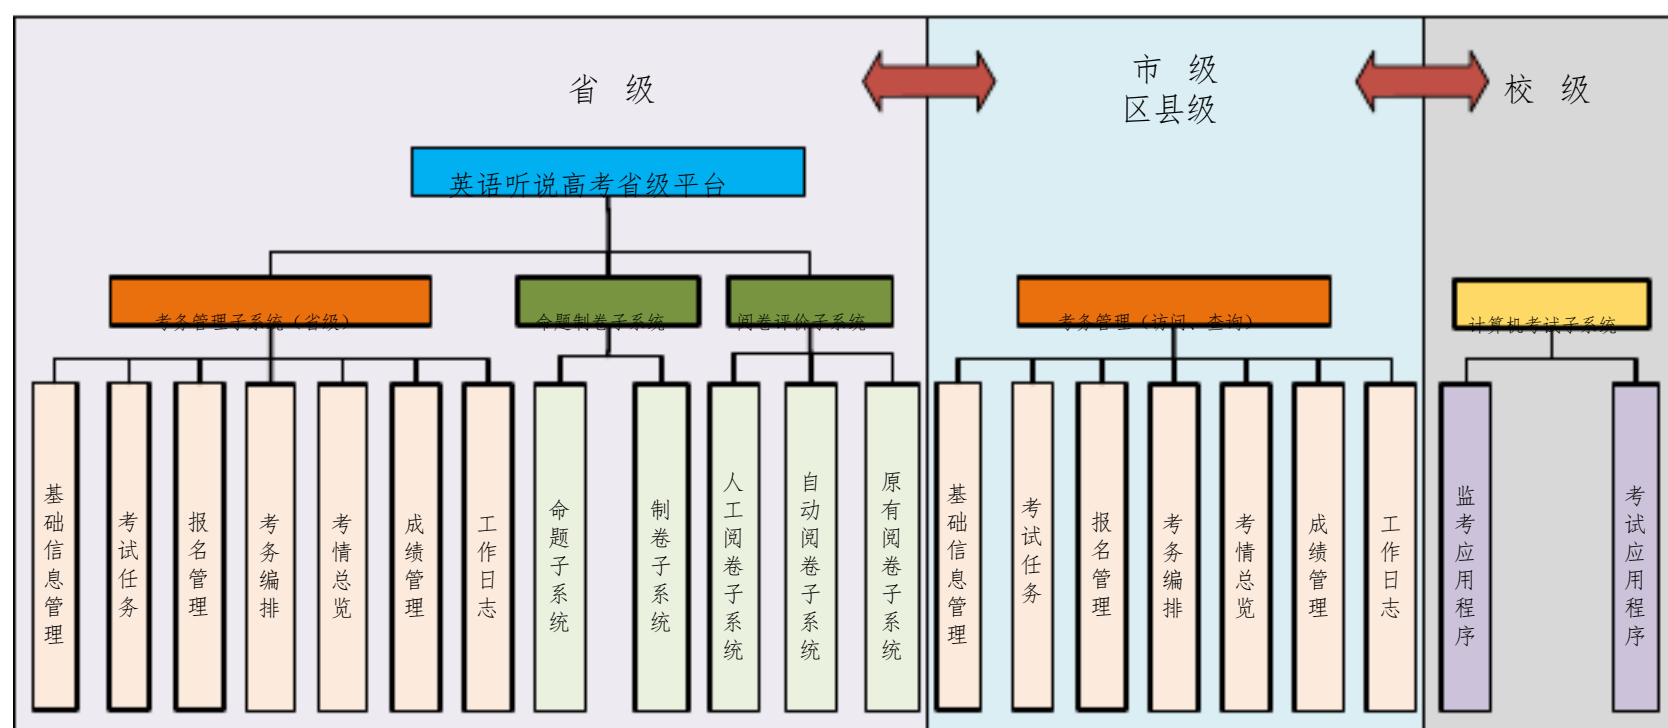 省 级
市 级
区县级
校 级
英语听说高考省级平台
考务管理子系统（省级）
命题制卷子系统
阅卷评价子系统
考务管理（访问、查询）
计算机考试子系统
基础信息管理
考试任务
报名管理
考务编排
考情总览
成绩管理
工作日志
命题子系统
制卷子系统
人工阅卷子系统
自动阅卷子系统
原有阅卷子系统
基础信息管理
考试任务
报名管理
考务编排
考情总览
成绩管理
工作日志
监考应用程序
考试应用程序